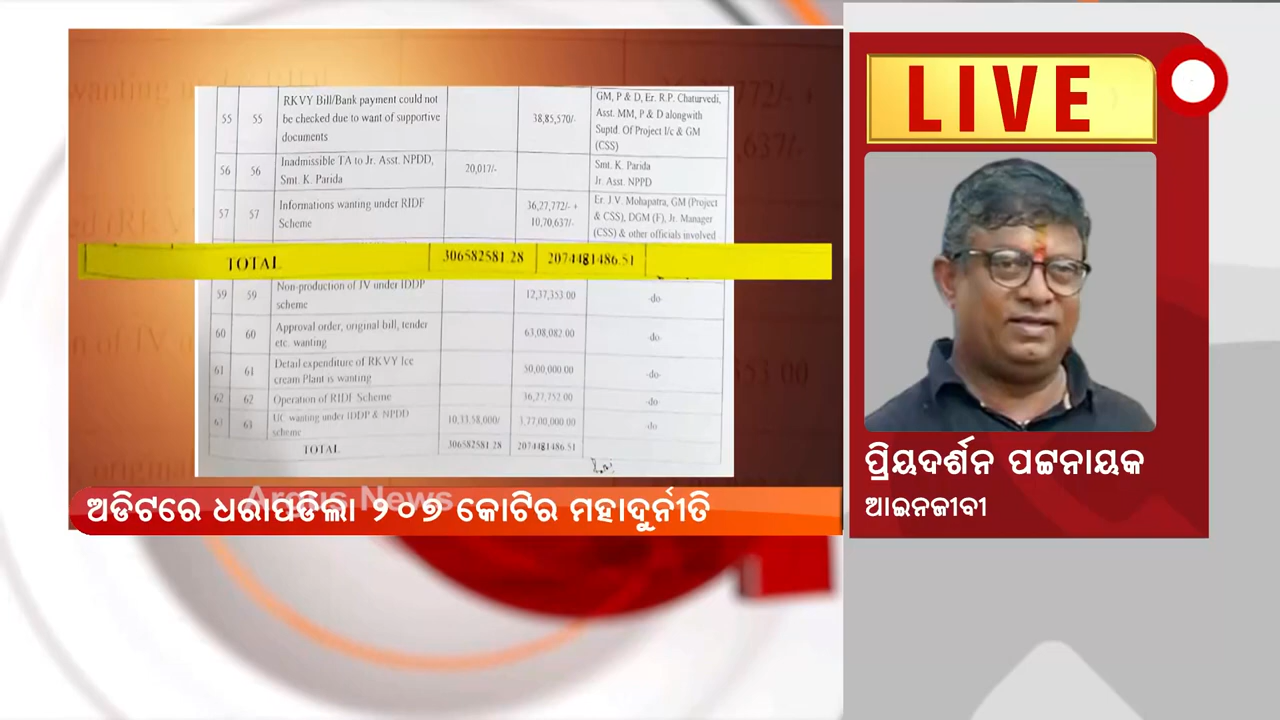 LIVE
55 55 RKVY Bill/Bank payment could not be checked due to want of supportive documents 38,85,570/- GM, P & D, Er. R.P. Chaturvedi, Asst. MM, P & D alongwith Suptd. Of Project I/c & GM (CSS)
56 56 Inadmissible TA to Jr. Asst. NPDD, Smt. K. Parida 20,017/- Smt. K. Parida Jr. Asst. NPPD
57 57 Informations wanting under RIDF Scheme 36,27,772/- + 10,70,637/- Er. J.V. Mohapatra, GM (Project & CSS), DGM (F), Jr. Manager (CSS) & other officials involved
TOTAL 306582581.28 2074481486.51
59 59 Non-production of JV under IDDP scheme 12,37,353.00 -do-
60 60 Approval order, original bill, tender etc. wanting 63,08,082.00 -do-
61 61 Detail expenditure of RKVY Ice cream Plant is wanting 50,00,000.00 -do-
62 62 Operation of RIDF Scheme 36,27,752.00 -do-
63 63 UC wanting under IDDP & NPDD scheme 10,33,58,000/ 3,77,00,000.00 -do
TOTAL 306582581.28 2074481486.51
Argus News
ଅଡିଟରେ ଧରାପଡିଲା ୨୦୭ କୋଟିର ମହାଦୁର୍ନୀତି
ପ୍ରିୟଦର୍ଶନ ପଟ୍ଟନାୟକ
ଆଇନଜୀବୀ